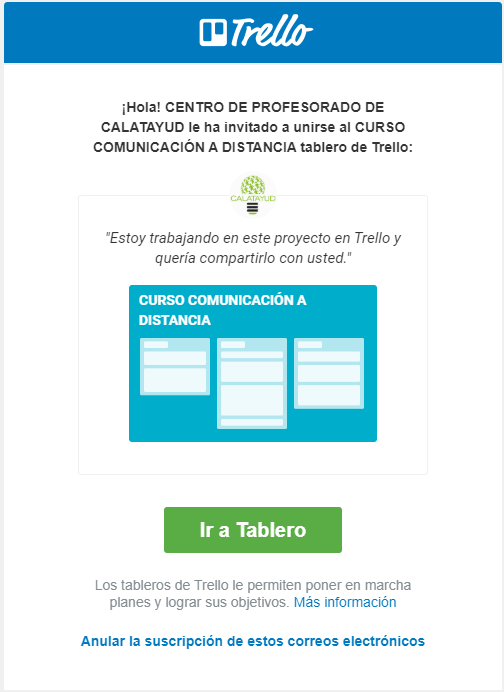 Trello
¡Hola! CENTRO DE PROFESORADO DE
CALATAYUD le ha invitado a unirse al CURSO
COMUNICACIÓN A DISTANCIA tablero de Trello:
CALATAYUD
"Estoy trabajando en este proyecto en Trello y
quería compartirlo con usted."
CURSO COMUNICACIÓN A
DISTANCIA
Ir a Tablero
Los tableros de Trello le permiten poner en marcha
planes y lograr sus objetivos. Más información
Anular la suscripción de estos correos electrónicos